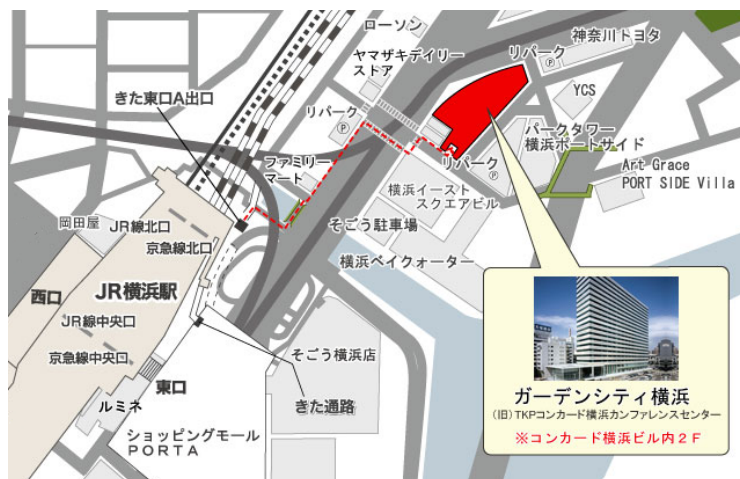 ローソン
リパーク
神奈川トヨタ
ヤマザキデイリー
ストア
P
きた東口A出口
リパーク
P
YCS
パークタワー
横浜ポートサイド
ファミリー
マート
リパーク
P
Art Grace
PORT SIDE Villa
横浜イースト
スクエアビル
岡田屋
JR線北口
京急線北口
そごう駐車場
横浜ベイクォーター
JR横浜駅
西口
JR線中央口
京急線中央口
そごう横浜店
東口
ルミネ
きた通路
ショッピングモール
PORTA
ガーデンシティ横浜
(旧)TKPコンカード横浜カンファレンスセンター
※コンカード横浜ビル内2F